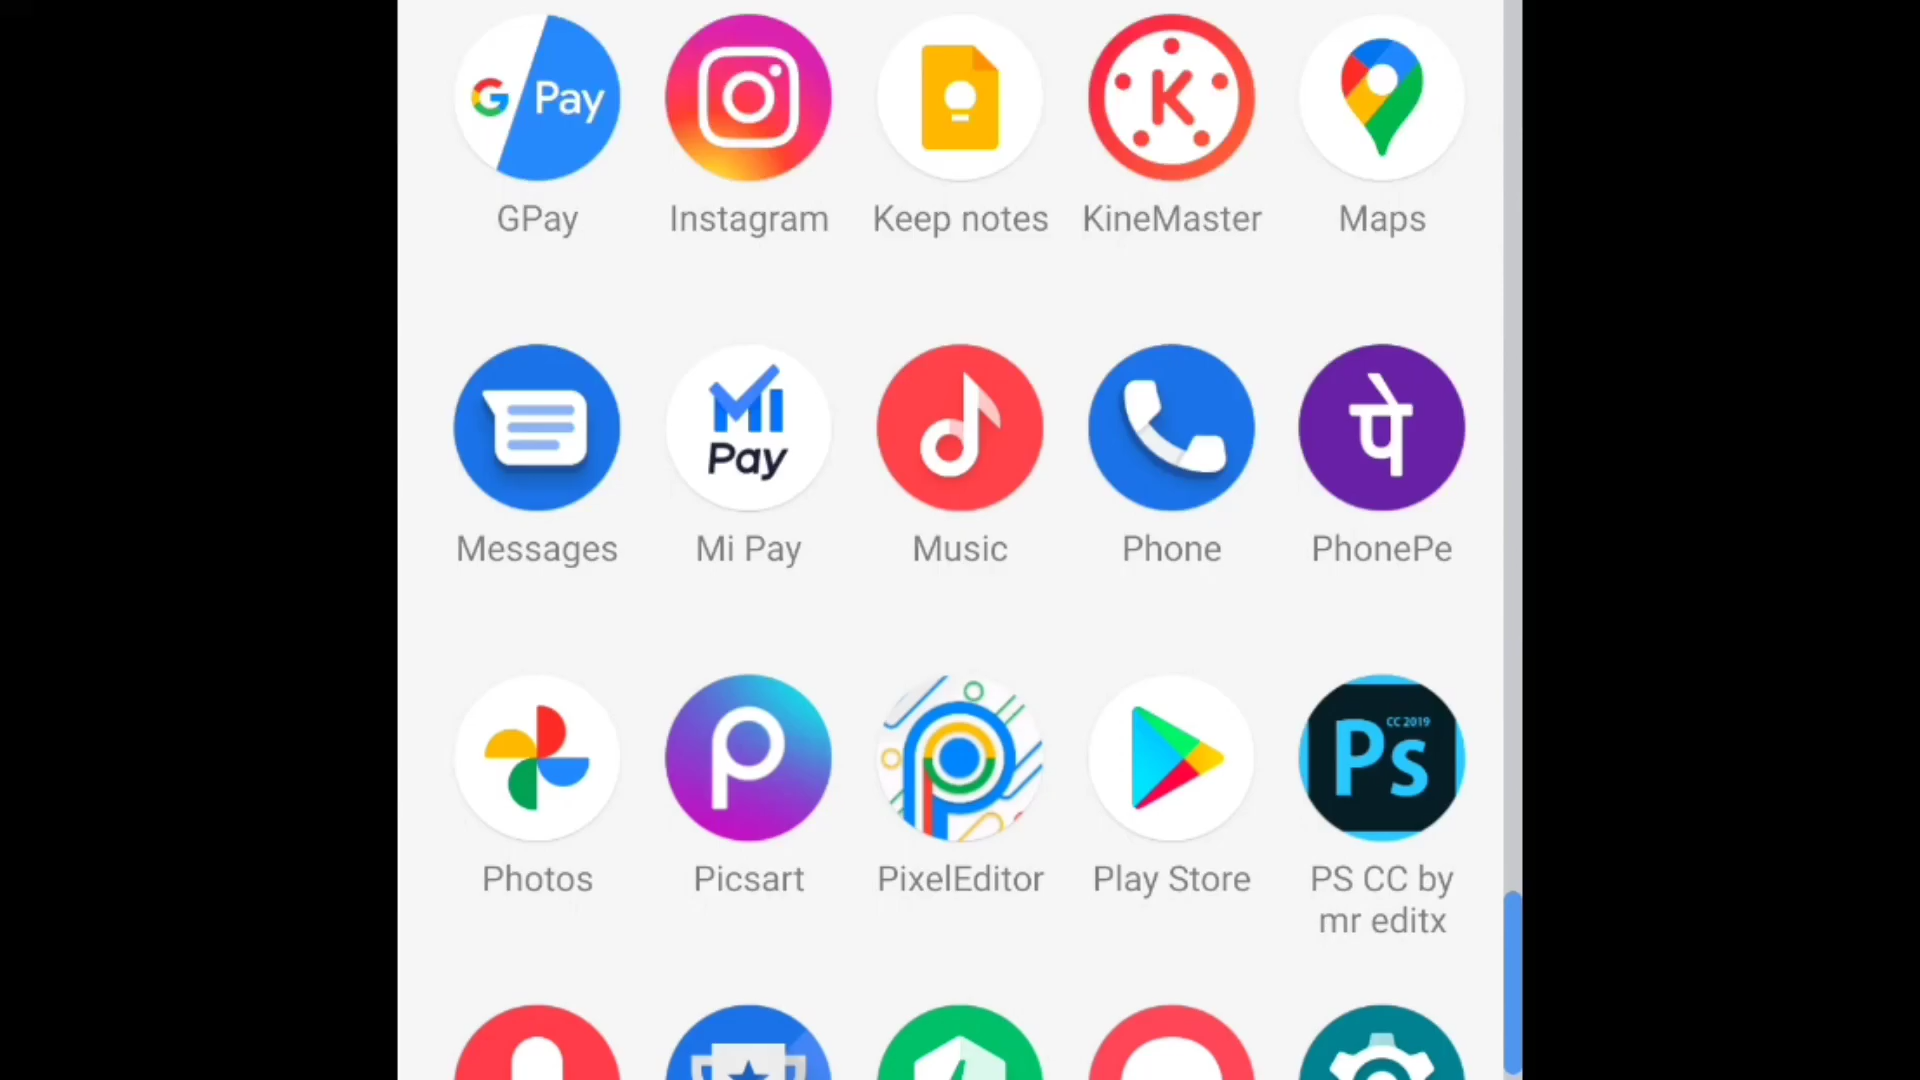 G Pay
K
GPay
Instagram
Keep notes
KineMaster
Maps
MI
Pay
पे
Messages
Mi Pay
Music
Phone
PhonePe
CC 2019
Ps
Photos
Picsart
PixelEditor
Play Store
PS CC by
mr editx